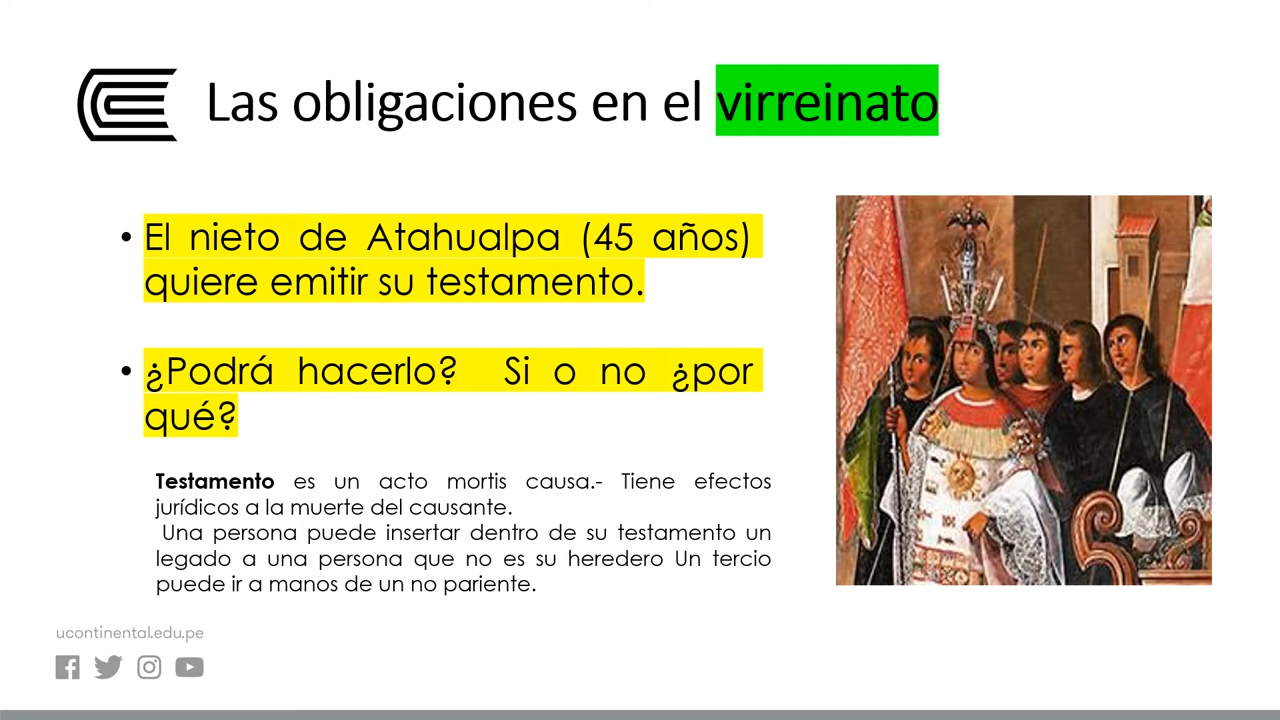 Las obligaciones en el virreinato
• El nieto de Atahualpa (45 años)
quiere emitir su testamento.
• ¿Podrá hacerlo? Si o no ¿por
qué?
Testamento es un acto mortis causa.- Tiene efectos
jurídicos a la muerte del causante.
Una persona puede insertar dentro de su testamento un
legado a una persona que no es su heredero Un tercio
puede ir a manos de un no pariente.
ucontinental.edu.pe